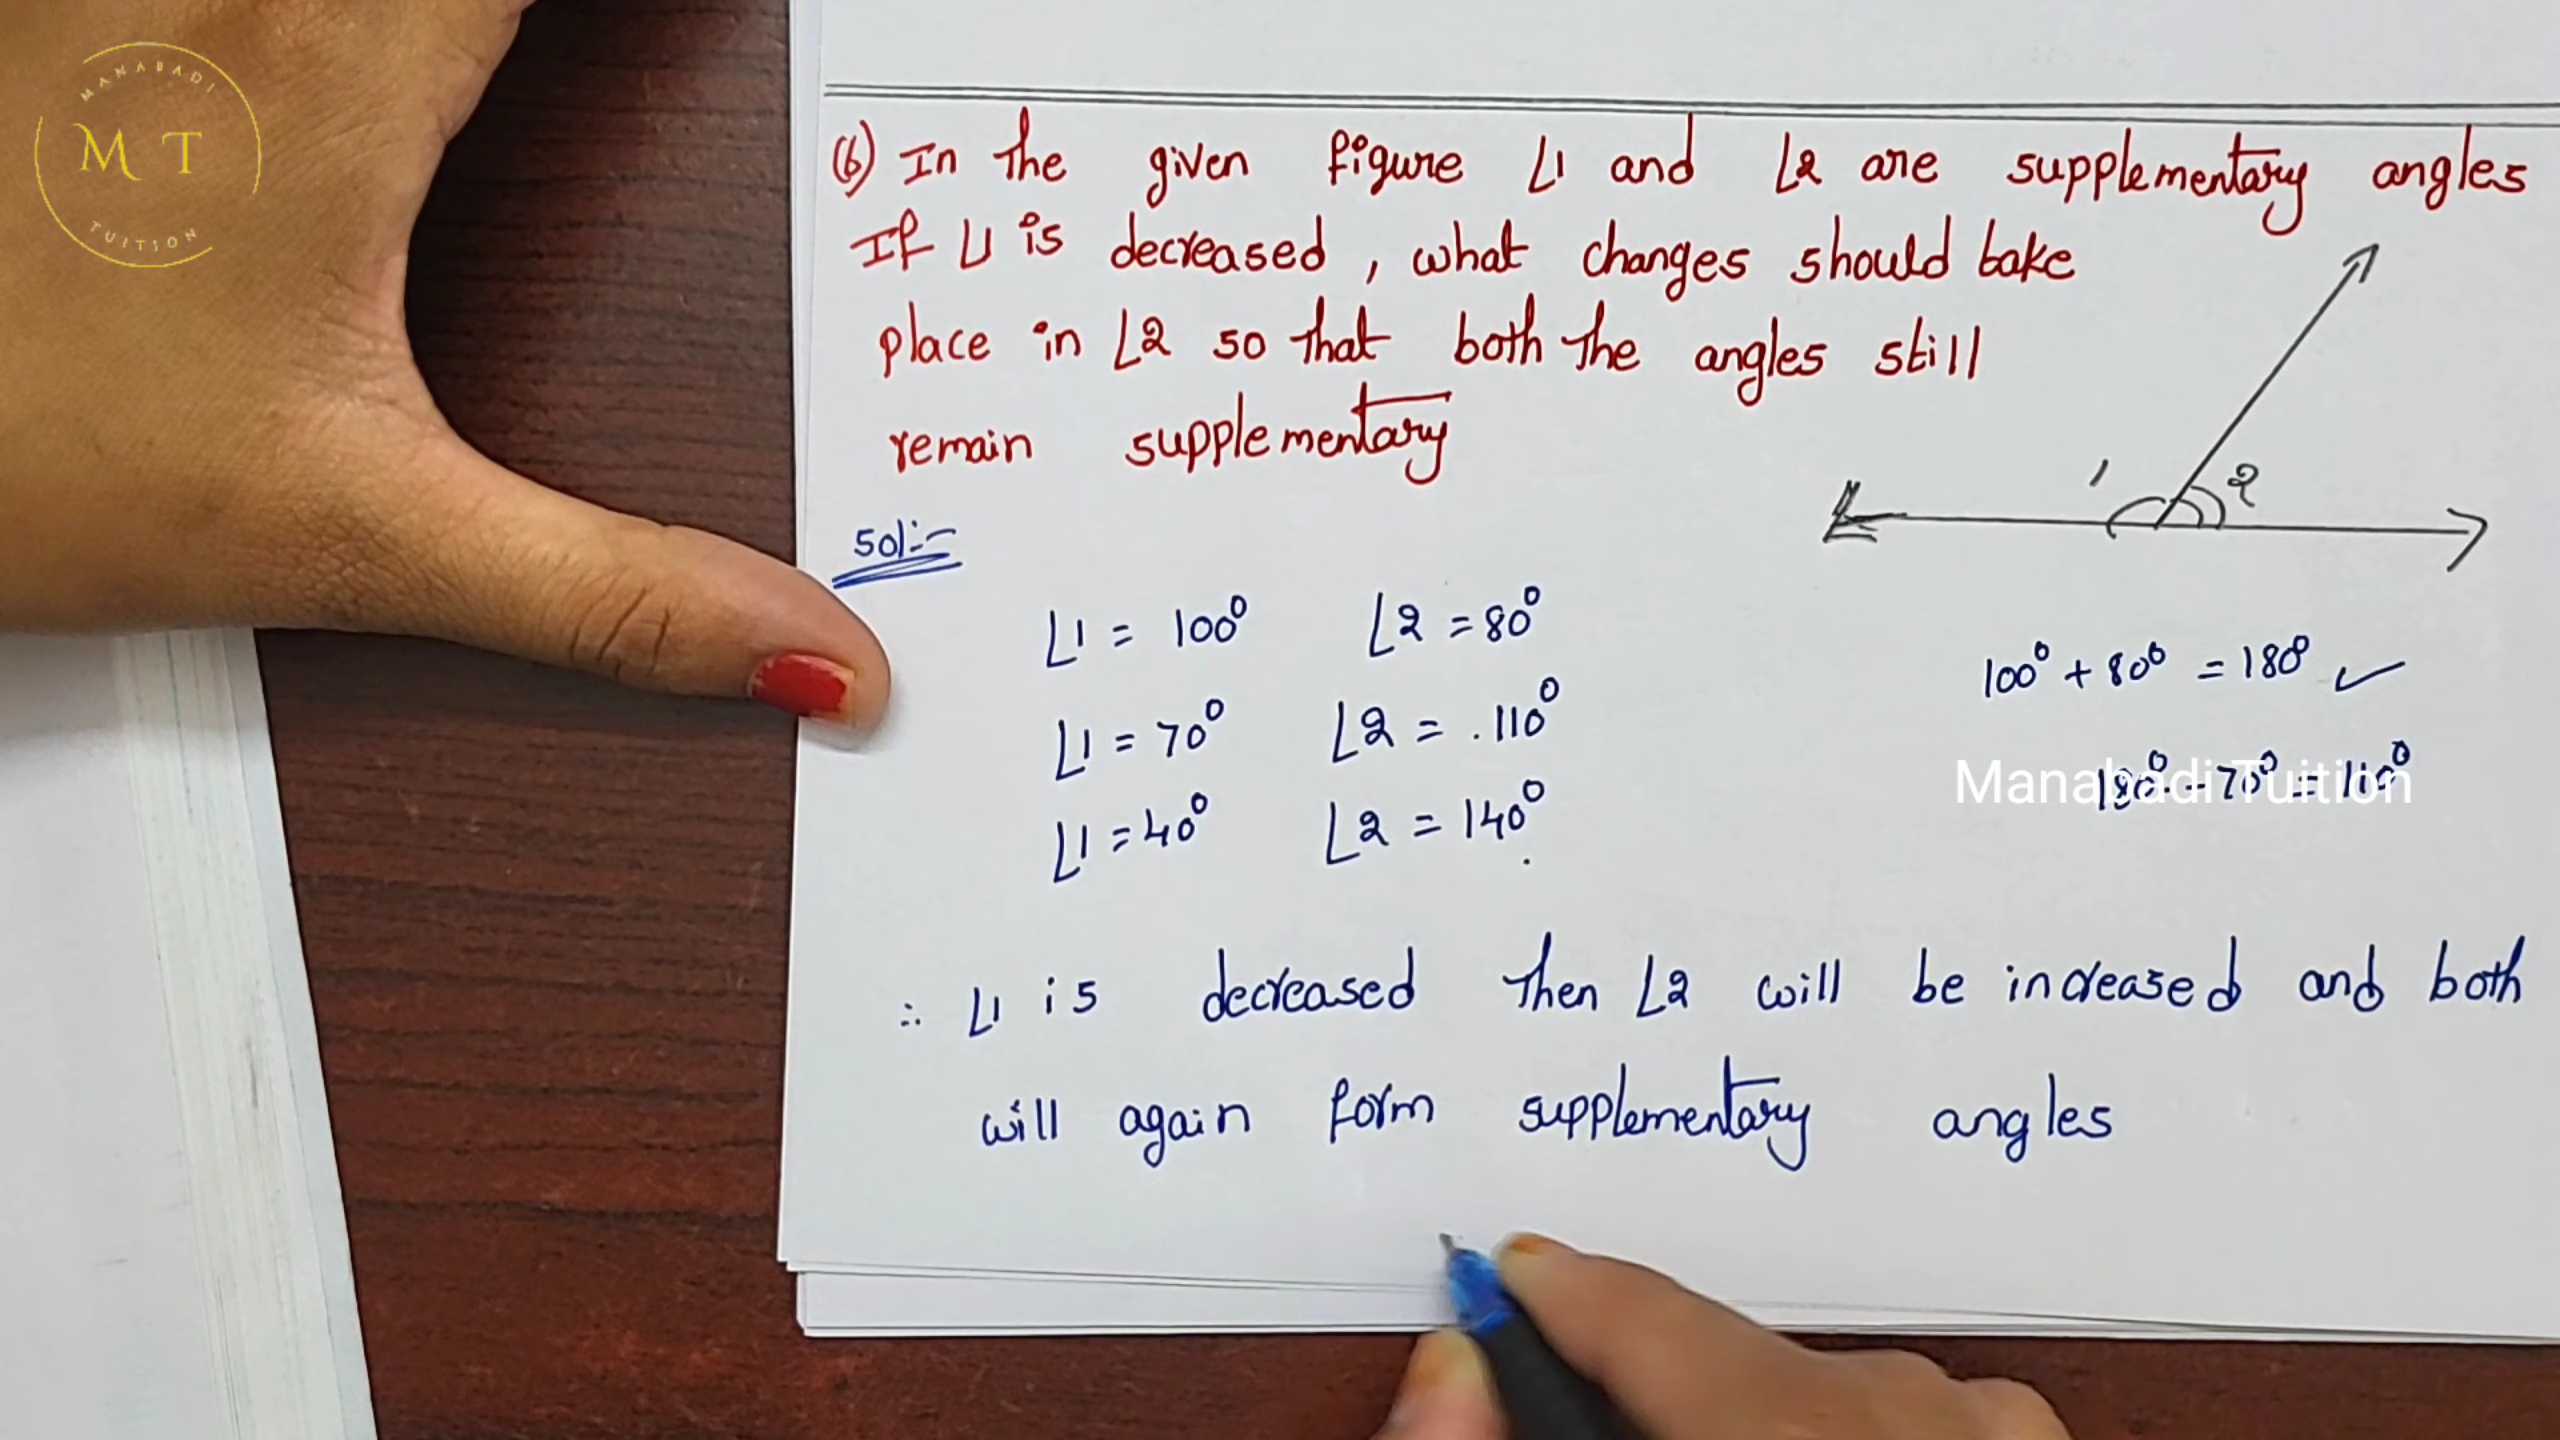 MANABADI
M T
TUITION
(6) In the given figure ∠1 and ∠2 are supplementary angles
If ∠1 is decreased, what changes should take
place in ∠2 so that both the angles still
remain supplementary
1 2
Sol:-
∠1 = 100° ∠2 = 80° 100° + 80° = 180° ✓
∠1 = 70° ∠2 = 110° 180° - 70° = 110°
Manabadi Tuition
∠1 = 40° ∠2 = 140°
∴ ∠1 is decreased then ∠2 will be increased and both
will again form supplementary angles